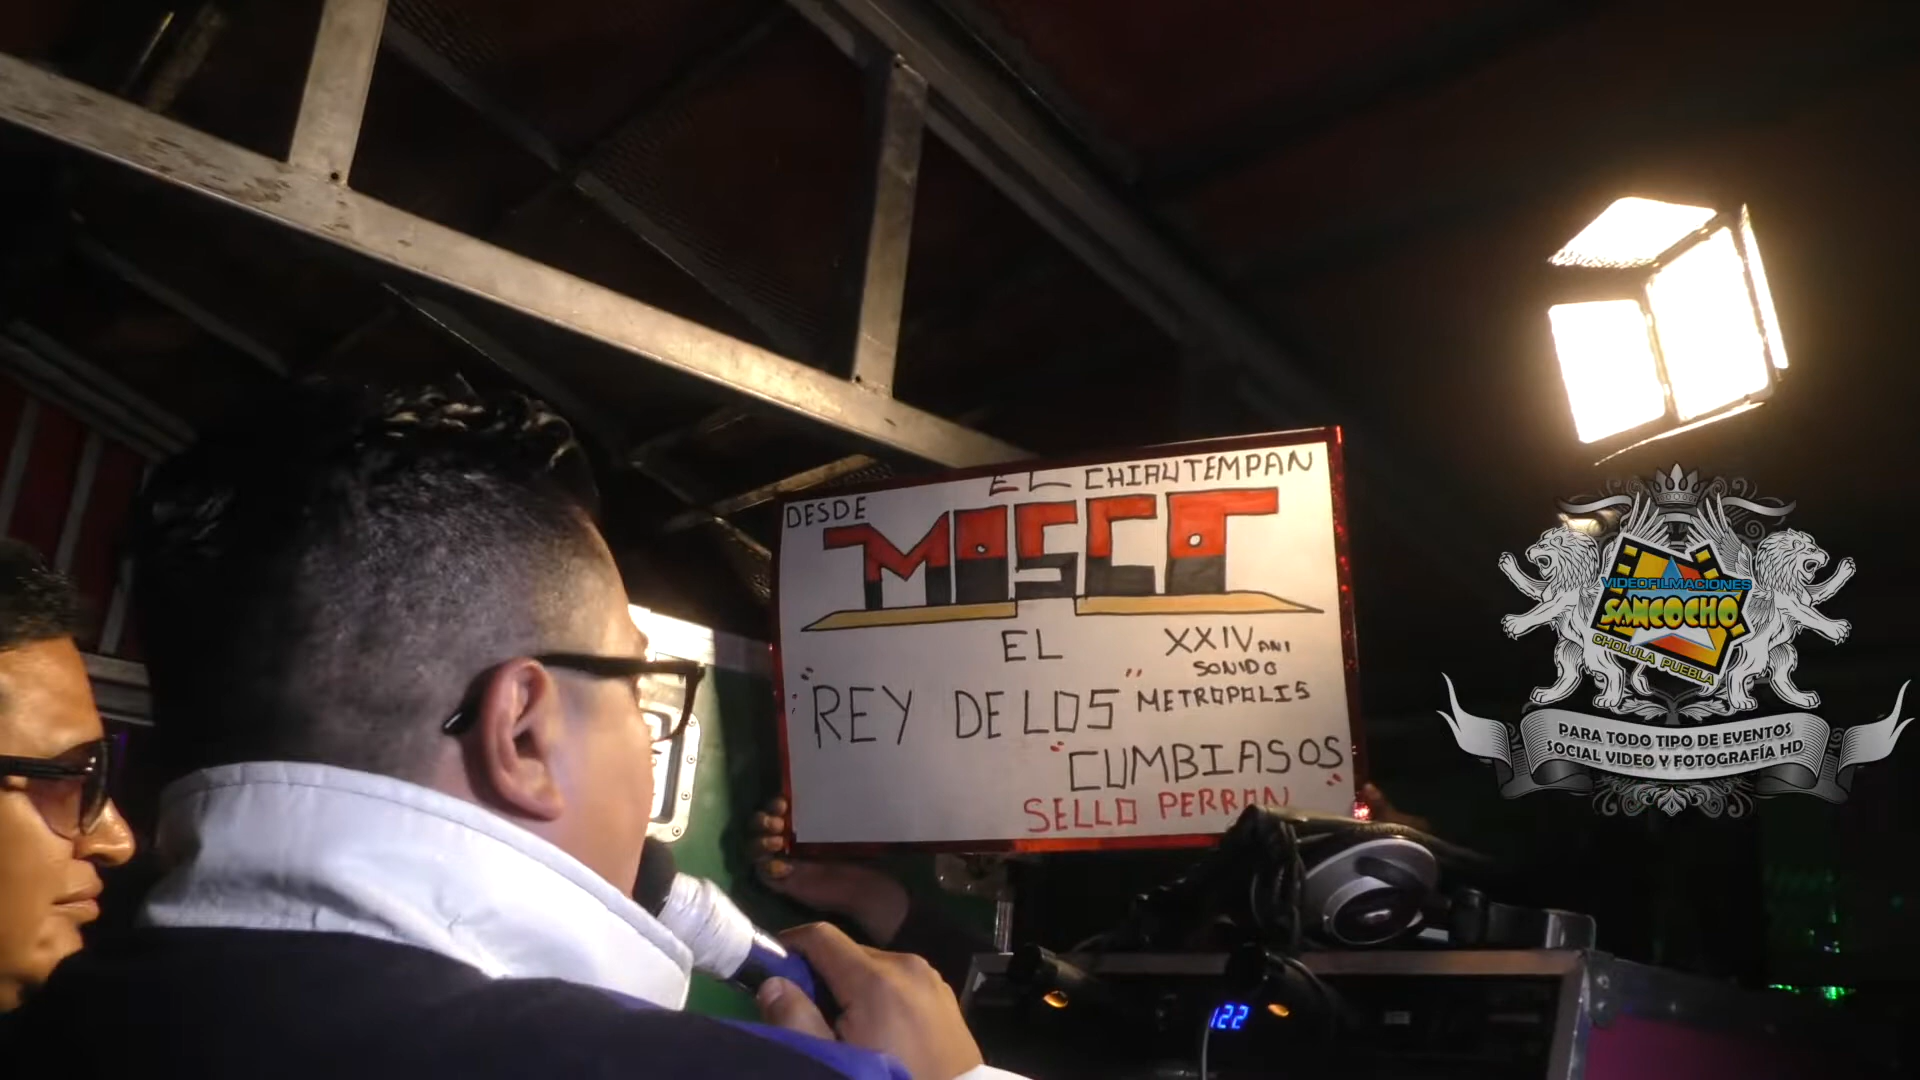 DESDE EL CHIAUTEMPAN
MOSCO
EL XXIV ANI
SONIDO
"REY DE LOS" METROPOLIS
"CUMBIASOS"
SELLO PERRON
VIDEOFILMACIONES
SANCOCHO
CHOLULA PUEBLA
PARA TODO TIPO DE EVENTOS
SOCIAL VIDEO Y FOTOGRAFÍA HD
122